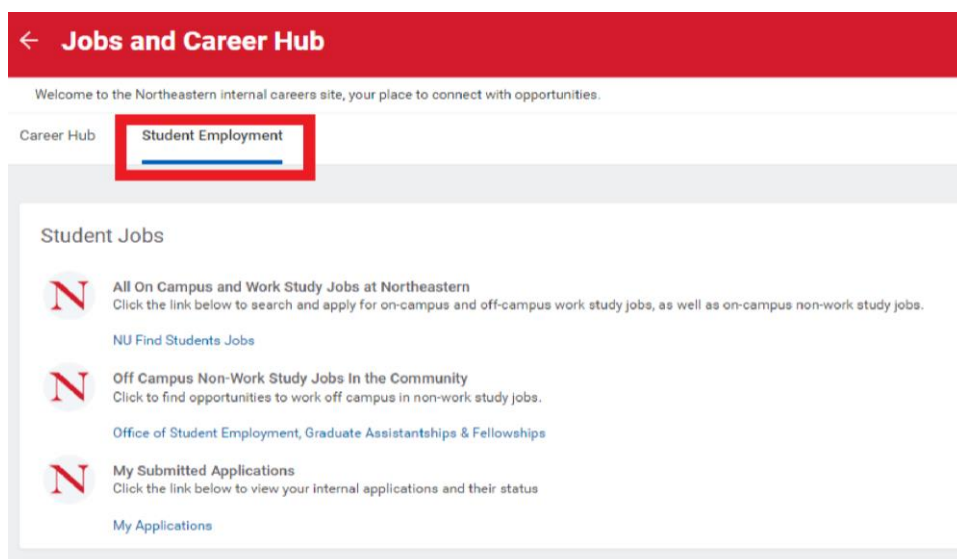 Jobs and Career Hub
Welcome to the Northeastern internal careers site, your place to connect with opportunities.
Career Hub Student Employment
Student Jobs
N
All On Campus and Work Study Jobs at Northeastern
Click the link below to search and apply for on-campus and off-campus work study jobs, as well as on-campus non-work study jobs.
NU Find Students Jobs
N
Off Campus Non-Work Study Jobs In the Community
Click to find opportunities to work off campus in non-work study jobs.
Office of Student Employment, Graduate Assistantships & Fellowships
N
My Submitted Applications
Click the link below to view your internal applications and their status
My Applications